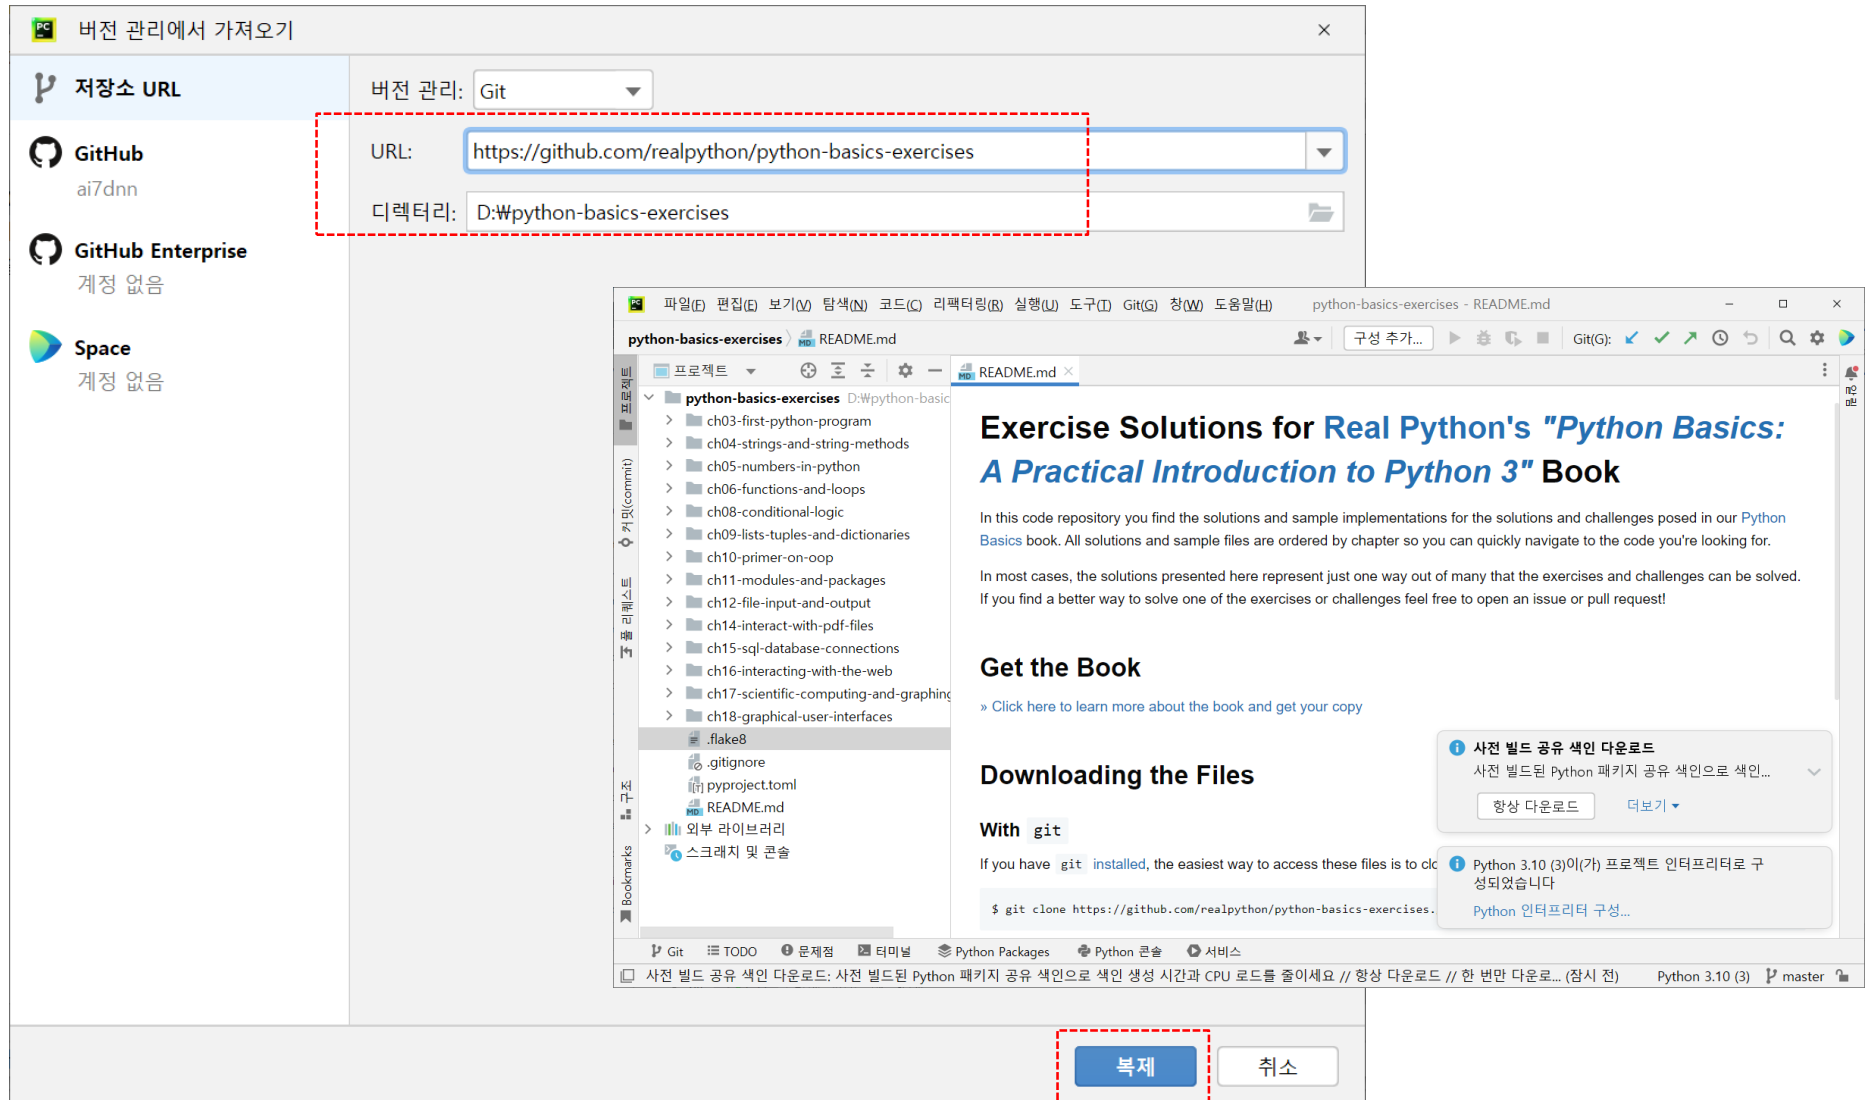 버전 관리에서 가져오기
저장소 URL
GitHub
ai7dnn
GitHub Enterprise
계정 없음
Space
계정 없음
버전 관리: Git
URL: https://github.com/realpython/python-basics-exercises
디렉터리: D:₩python-basics-exercises
파일(F) 편집(E) 보기(V) 탐색(N) 코드(C) 리팩터링(R) 실행(U) 도구(T) Git(G) 창(W) 도움말(H) python-basics-exercises - README.md
python-basics-exercises README.md 구성 추가... Git(G):
프로젝트
커밋(commit)
풀 리퀘스트
구조
Bookmarks
프로젝트
python-basics-exercises D:₩python-basic
ch03-first-python-program
ch04-strings-and-string-methods
ch05-numbers-in-python
ch06-functions-and-loops
ch08-conditional-logic
ch09-lists-tuples-and-dictionaries
ch10-primer-on-oop
ch11-modules-and-packages
ch12-file-input-and-output
ch14-interact-with-pdf-files
ch15-sql-database-connections
ch16-interacting-with-the-web
ch17-scientific-computing-and-graphing
ch18-graphical-user-interfaces
.flake8
.gitignore
pyproject.toml
README.md
외부 라이브러리
스크래치 및 콘솔
README.md
알림
Exercise Solutions for Real Python's "Python Basics:
A Practical Introduction to Python 3" Book
In this code repository you find the solutions and sample implementations for the solutions and challenges posed in our Python
Basics book. All solutions and sample files are ordered by chapter so you can quickly navigate to the code you're looking for.
In most cases, the solutions presented here represent just one way out of many that the exercises and challenges can be solved.
If you find a better way to solve one of the exercises or challenges feel free to open an issue or pull request!
Get the Book
» Click here to learn more about the book and get your copy
Downloading the Files
With git
If you have git installed, the easiest way to access these files is to clo
$ git clone https://github.com/realpython/python-basics-exercises.
사전 빌드 공유 색인 다운로드
사전 빌드된 Python 패키지 공유 색인으로 색인...
항상 다운로드 더보기
Python 3.10 (3)이(가) 프로젝트 인터프리터로 구
성되었습니다
Python 인터프리터 구성...
Git TODO 문제점 터미널 Python Packages Python 콘솔 서비스
사전 빌드 공유 색인 다운로드: 사전 빌드된 Python 패키지 공유 색인으로 색인 생성 시간과 CPU 로드를 줄이세요 // 항상 다운로드 // 한 번만 다운로... (잠시 전) Python 3.10 (3) master
복제 취소